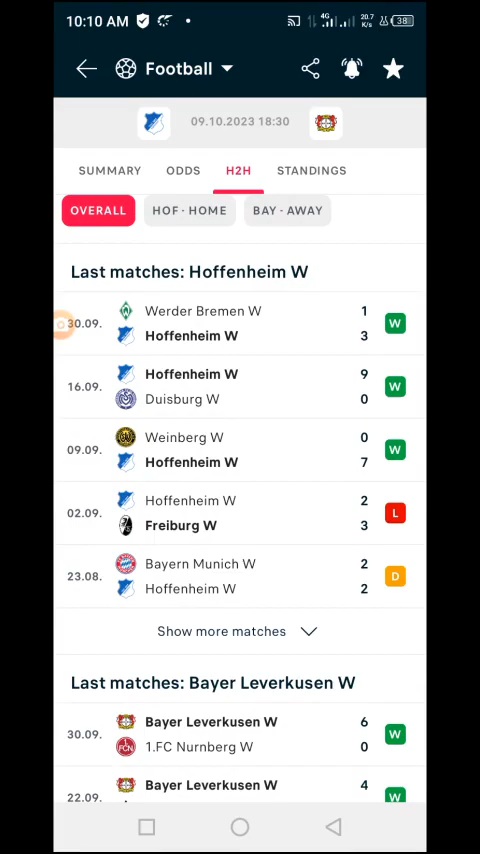 10:10 AM 4G 20.7 K/s 38
Football
09.10.2023 18:30
SUMMARY ODDS H2H STANDINGS
OVERALL HOF · HOME BAY · AWAY
Last matches: Hoffenheim W
30.09. Werder Bremen W 1 W
Hoffenheim W 3
16.09. Hoffenheim W 9 W
Duisburg W 0
09.09. Weinberg W 0 W
Hoffenheim W 7
02.09. Hoffenheim W 2 L
Freiburg W 3
23.08. Bayern Munich W 2 D
Hoffenheim W 2
Show more matches
Last matches: Bayer Leverkusen W
30.09. Bayer Leverkusen W 6 W
1.FC Nurnberg W 0
22.09. Bayer Leverkusen W 4 W